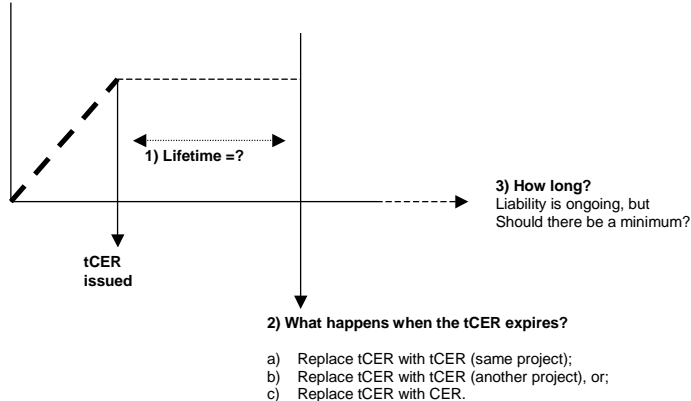 1) Lifetime =?
3) How long?
Liability is ongoing, but
Should there be a minimum?
tCER
issued
2) What happens when the tCER expires?
a) Replace tCER with tCER (same project);
b) Replace tCER with tCER (another project), or;
c) Replace tCER with CER.